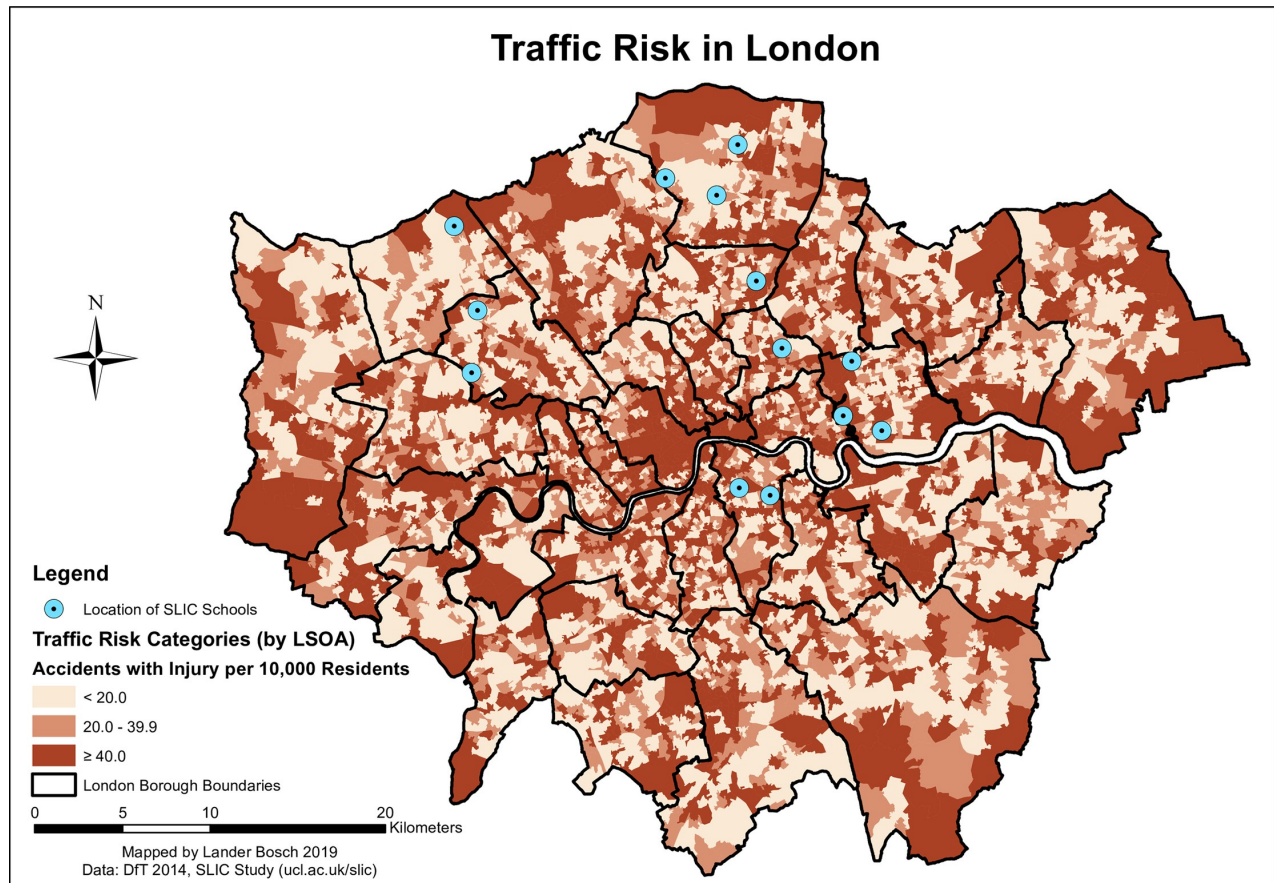 Traffic Risk in London
N
Legend
Location of SLIC Schools
Traffic Risk Categories (by LSOA)
Accidents with Injury per 10,000 Residents
< 20.0
20.0 - 39.9
≥ 40.0
London Borough Boundaries
0 5 10 20
Kilometers
Mapped by Lander Bosch 2019
Data: DfT 2014, SLIC Study (ucl.ac.uk/slic)